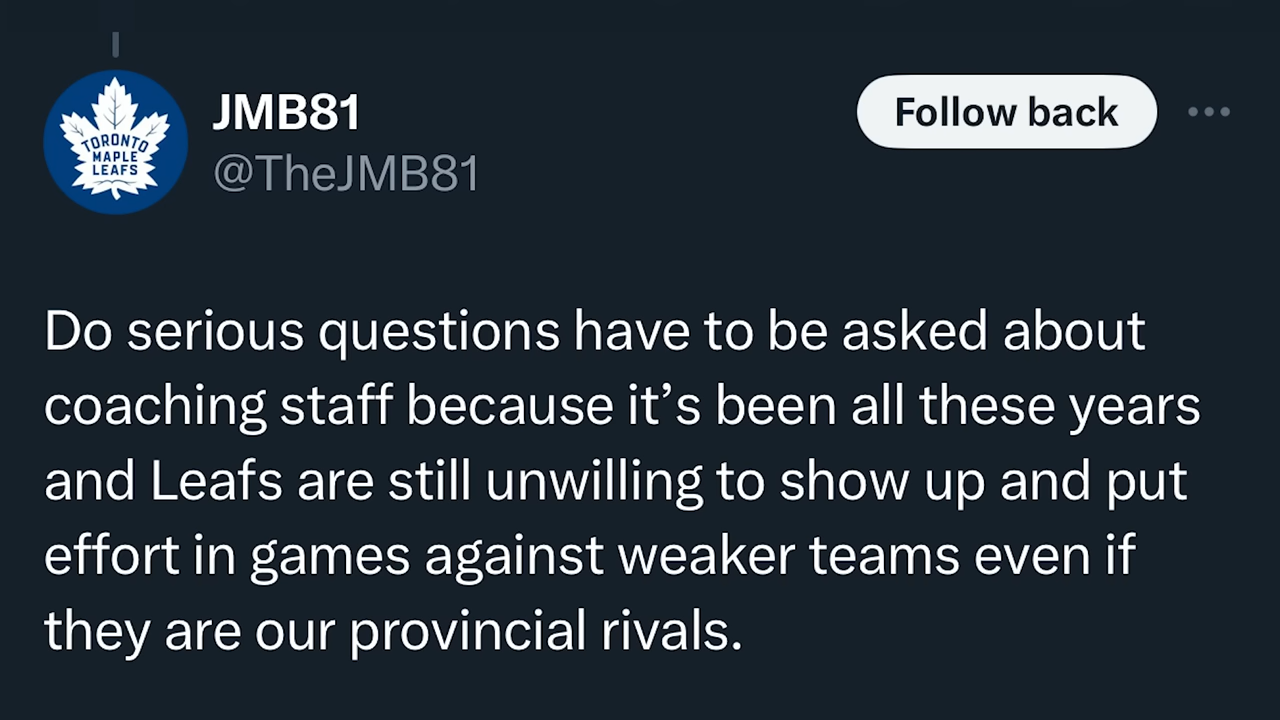 TORONTO
MAPLE
LEAFS
JMB81
@TheJMB81
Follow back
Do serious questions have to be asked about
coaching staff because it’s been all these years
and Leafs are still unwilling to show up and put
effort in games against weaker teams even if
they are our provincial rivals.